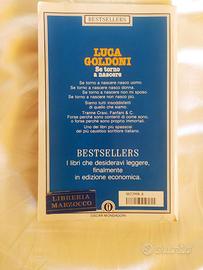 BESTSELLERS
LUCA
GOLDONI
Se torno
a nascere
Se torno a nascere nasco uomo.
Se torno a nascere nasco donna.
Se torno a nascere non mi sposo.
Se torno a nascere non nasco più.
Siamo tutti insoddisfatti
di quello che siamo.
Tranne Craxi, Fanfani & C.
Forse perché sono contenti di come sono,
o forse perché sono proprio immortali.
Uno dei libri più spassosi
del più caustico scrittore italiano.
BESTSELLERS
I libri che desideravi leggere,
finalmente
in edizione economica.
LIBRERIA
MARZOCCO
OSCAR MONDADORI
subito